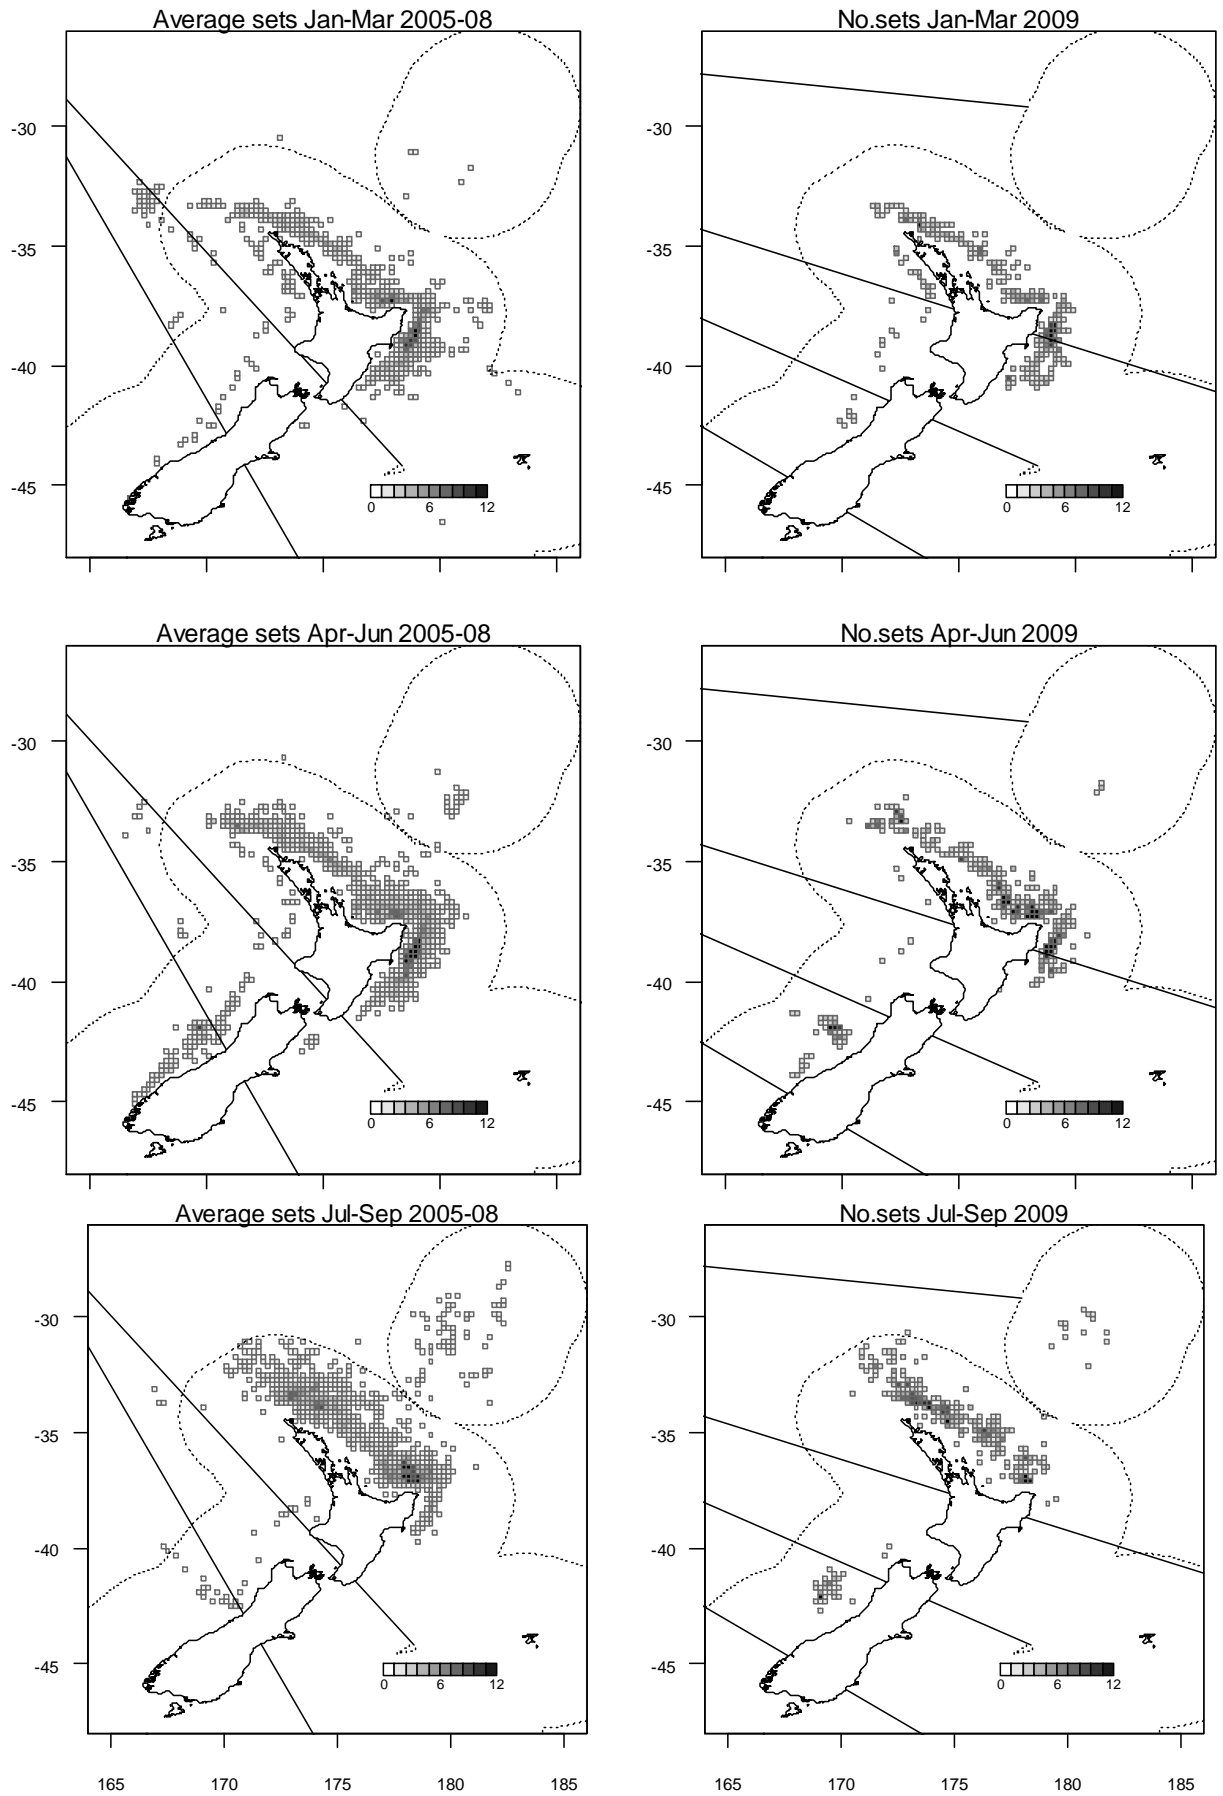 Average sets Jan-Mar 2005-08
No.sets Jan-Mar 2009
-30
-35
-40
-45
0 6 12
-30
-35
-40
-45
0 6 12
Average sets Apr-Jun 2005-08
No.sets Apr-Jun 2009
-30
-35
-40
-45
0 6 12
-30
-35
-40
-45
0 6 12
Average sets Jul-Sep 2005-08
No.sets Jul-Sep 2009
-30
-35
-40
-45
0 6 12
-30
-35
-40
-45
0 6 12
165 170 175 180 185
165 170 175 180 185